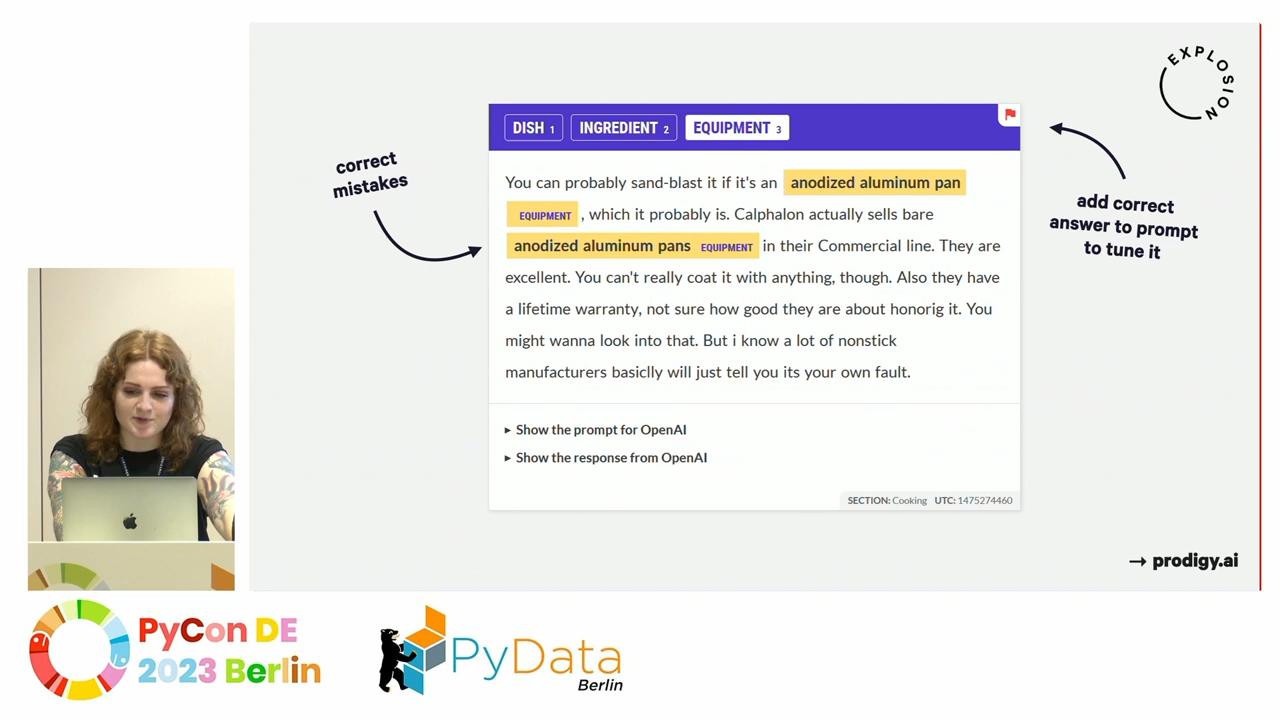 EXPLOSION
DISH 1 INGREDIENT 2 EQUIPMENT 3
correct
mistakes
You can probably sand-blast it if it's an anodized aluminum pan
EQUIPMENT , which it probably is. Calphalon actually sells bare
anodized aluminum pans EQUIPMENT in their Commercial line. They are
excellent. You can't really coat it with anything, though. Also they have
a lifetime warranty, not sure how good they are about honorig it. You
might wanna look into that. But i know a lot of nonstick
manufacturers basiclly will just tell you its your own fault.
add correct
answer to prompt
to tune it
▸ Show the prompt for OpenAI
▸ Show the response from OpenAI
SECTION: Cooking UTC: 1475274460
→ prodigy.ai
PyCon DE
2023 Berlin
PyData
Berlin